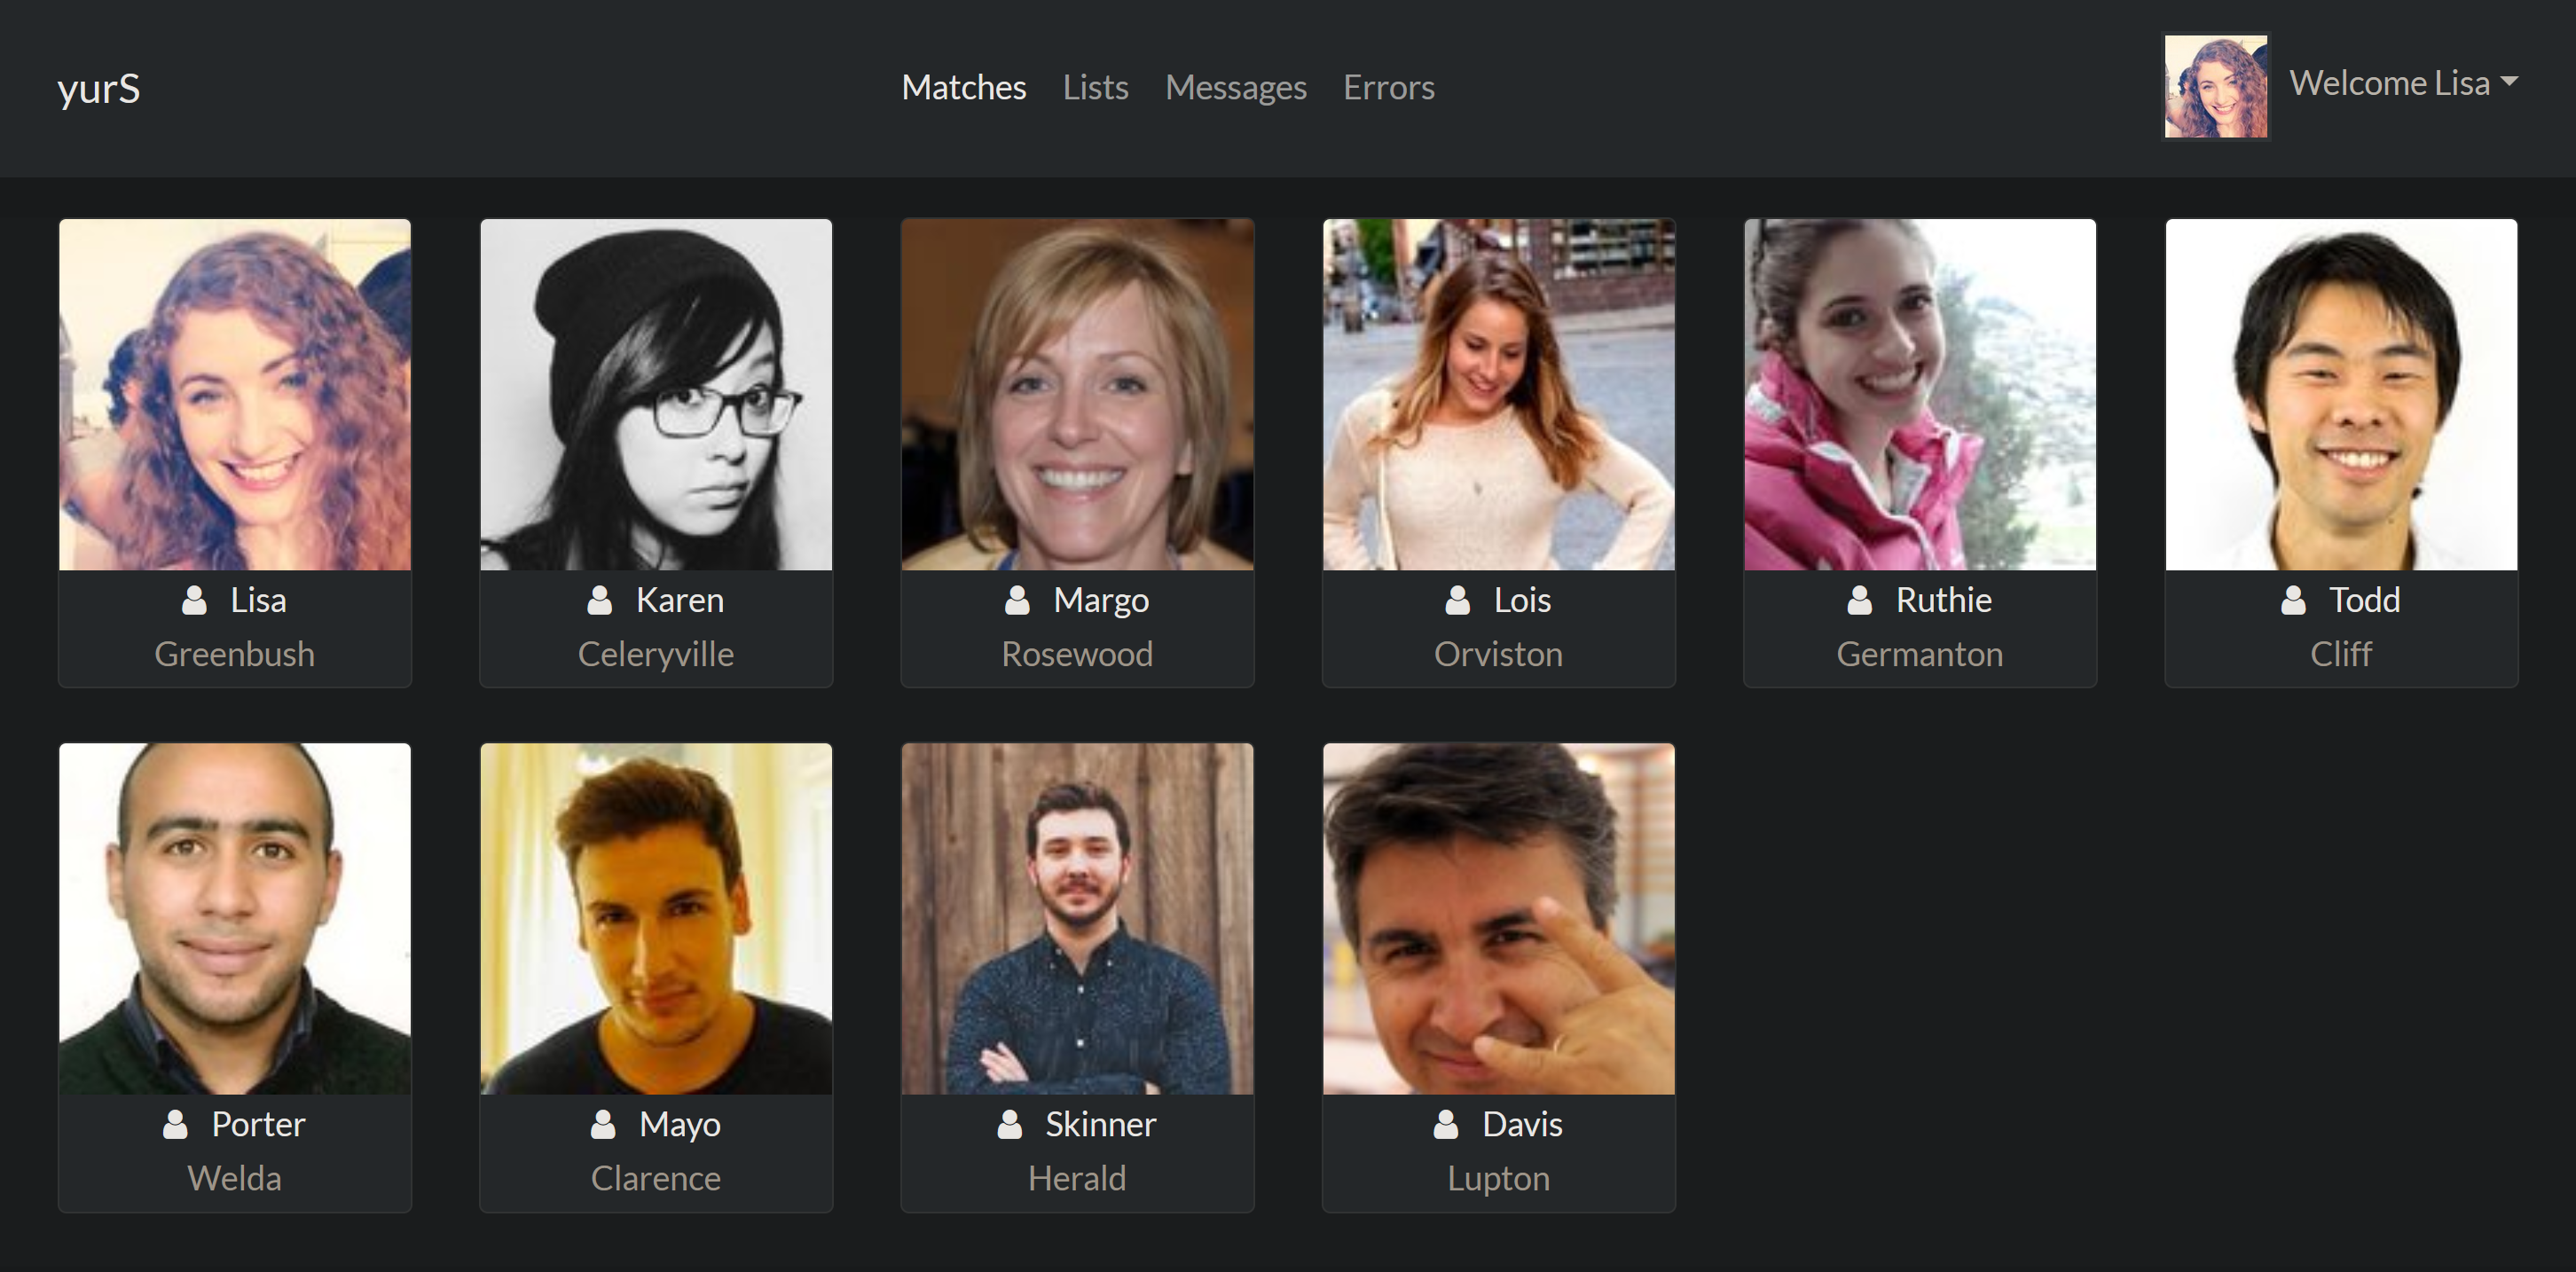 yurS
Matches Lists Messages Errors
Welcome Lisa
Lisa
Greenbush
Karen
Celeryville
Margo
Rosewood
Lois
Orviston
Ruthie
Germanton
Todd
Cliff
Porter
Welda
Mayo
Clarence
Skinner
Herald
Davis
Lupton